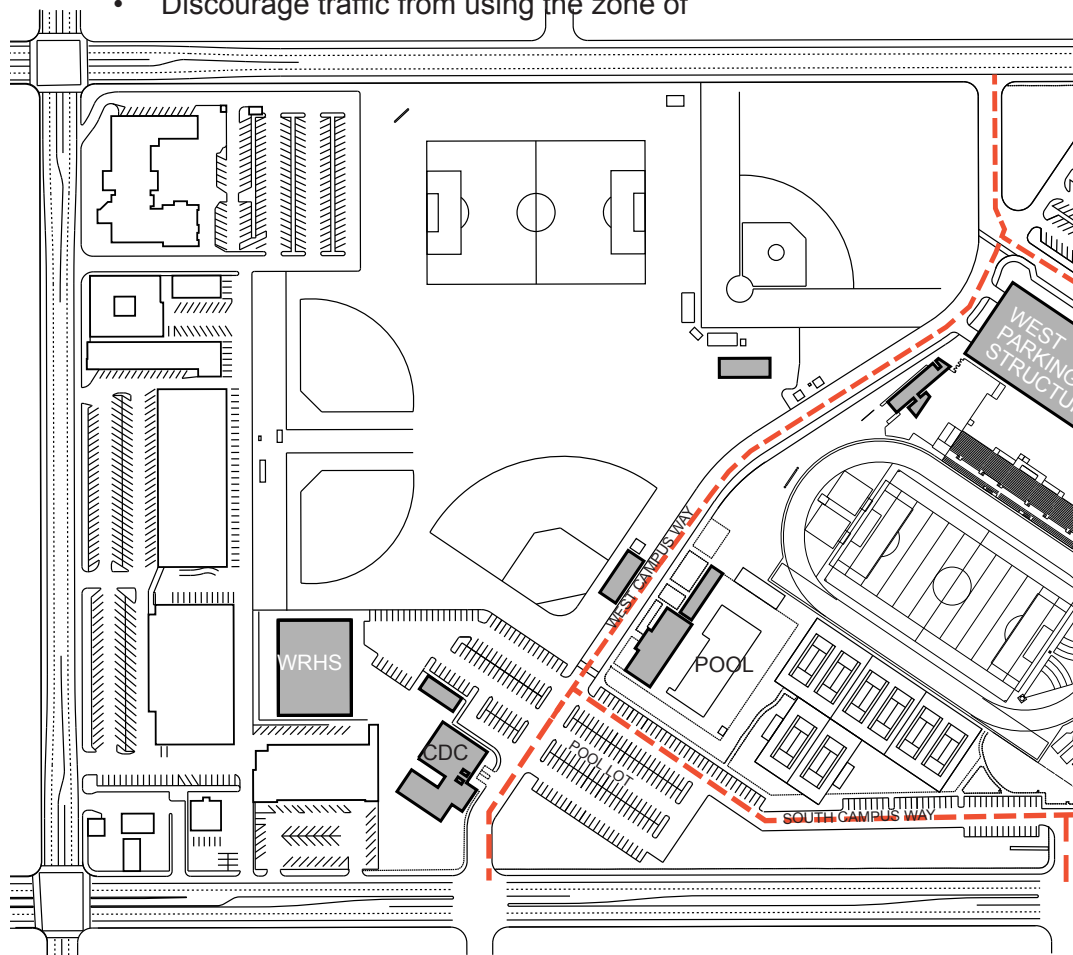 • Discourage traffic from using the zone of
WEST
PARKING
STRUCTU
WEST CAMPUS WAY
WRHS
POOL
CDC
POOL LOT
SOUTH CAMPUS WAY